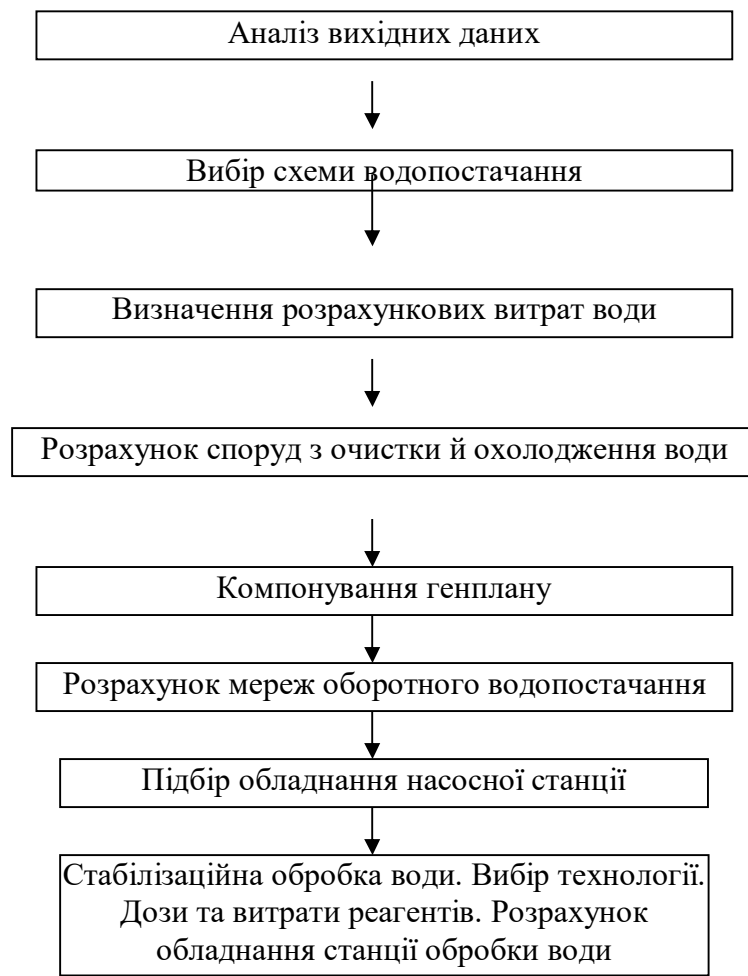 Аналіз вихідних даних
Вибір схеми водопостачання
Визначення розрахункових витрат води
Розрахунок споруд з очистки й охолодження води
Компонування генплану
Розрахунок мереж оборотного водопостачання
Підбір обладнання насосної станції
Стабілізаційна обробка води. Вибір технології.
Дози та витрати реагентів. Розрахунок
обладнання станції обробки води